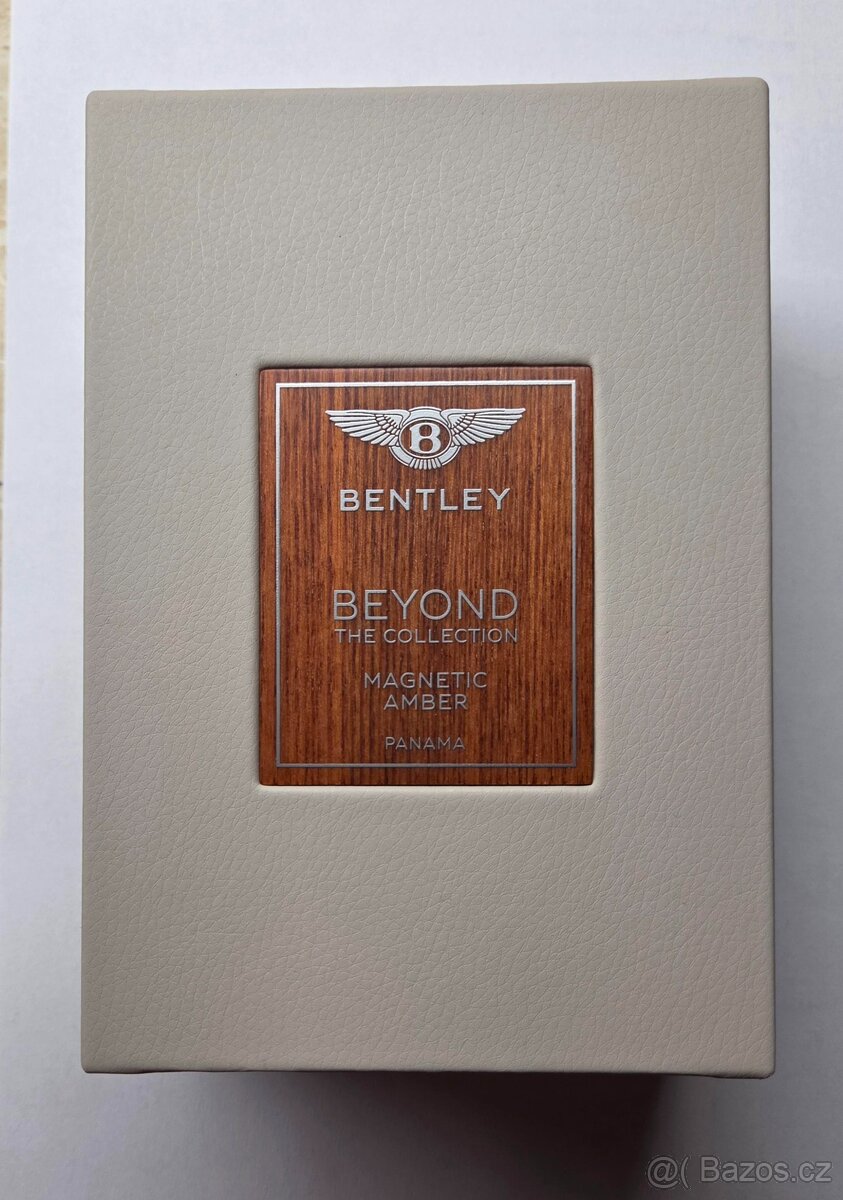 B
BENTLEY
BEYOND
THE COLLECTION
MAGNETIC
AMBER
PANAMA
@( Bazos.cz